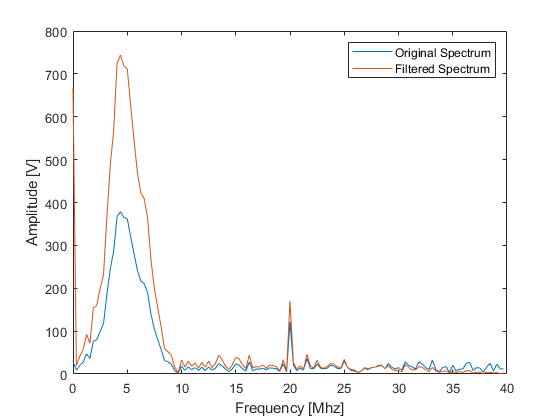 800
700
600
500
400
300
200
100
0
Amplitude [V]
Original Spectrum
Filtered Spectrum
0 5 10 15 20 25 30 35 40
Frequency [Mhz]